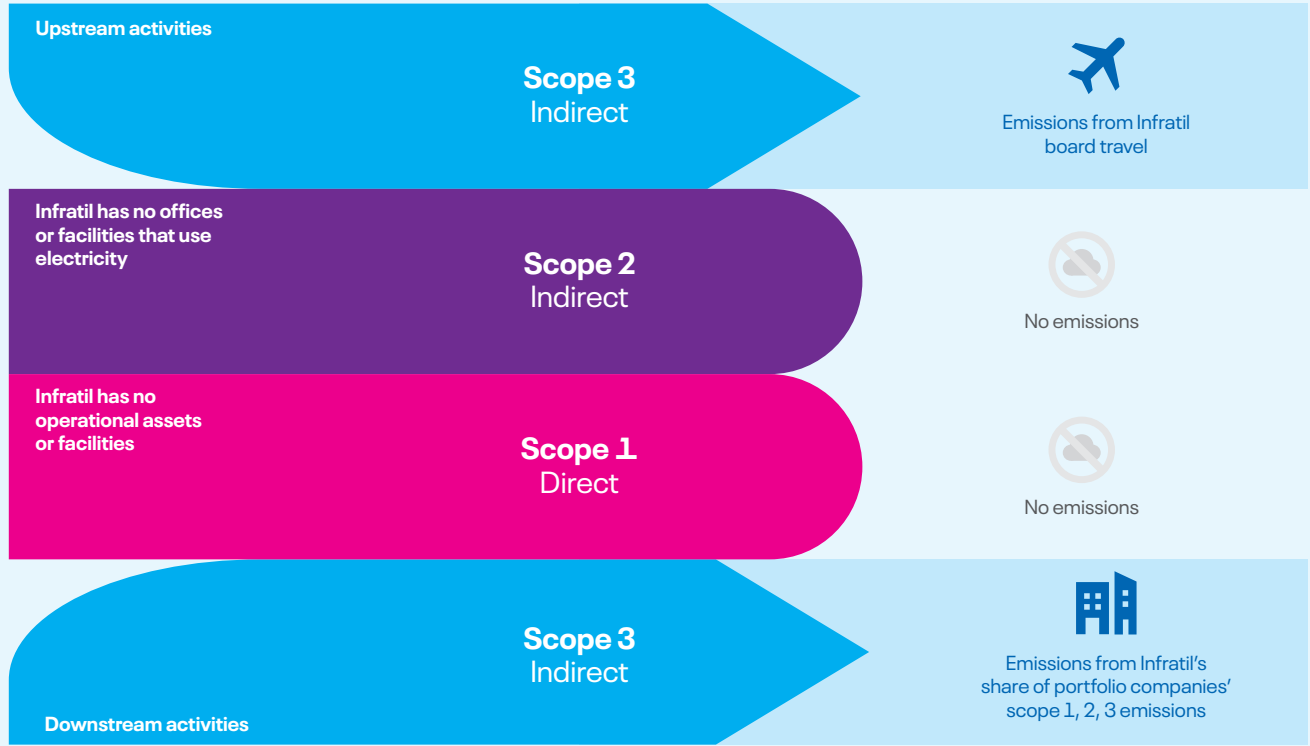 Upstream activities
Scope 3
Indirect
Emissions from Infratil
board travel
Infratil has no offices
or facilities that use
electricity
Scope 2
Indirect
No emissions
Infratil has no
operational assets
or facilities
Scope 1
Direct
No emissions
Scope 3
Indirect
Emissions from Infratil’s
share of portfolio companies’
scope 1, 2, 3 emissions
Downstream activities